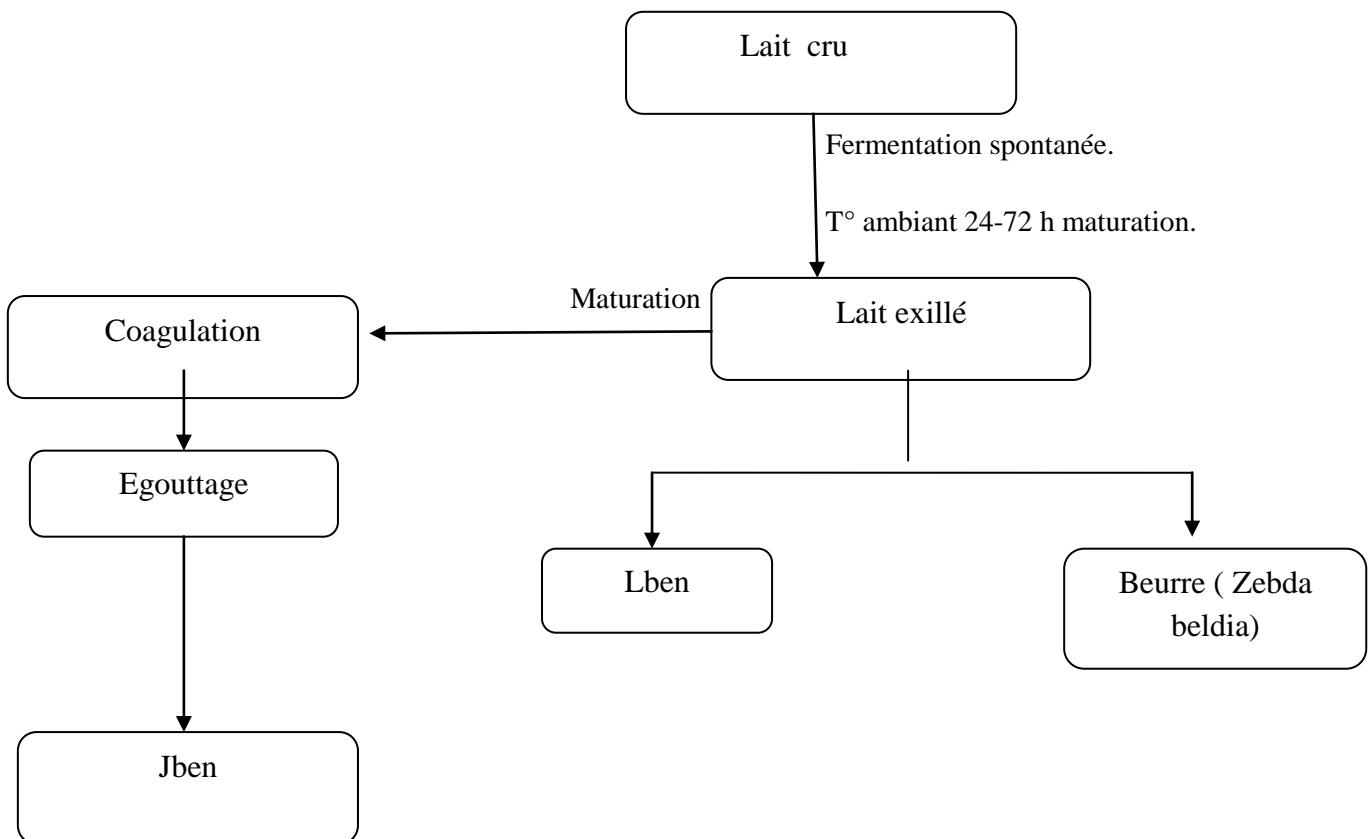 Lait cru
Fermentation spontanée.
T° ambiant 24-72 h maturation.
Maturation
Lait exillé
Coagulation
Egouttage
Lben
Beurre ( Zebda
beldia)
Jben